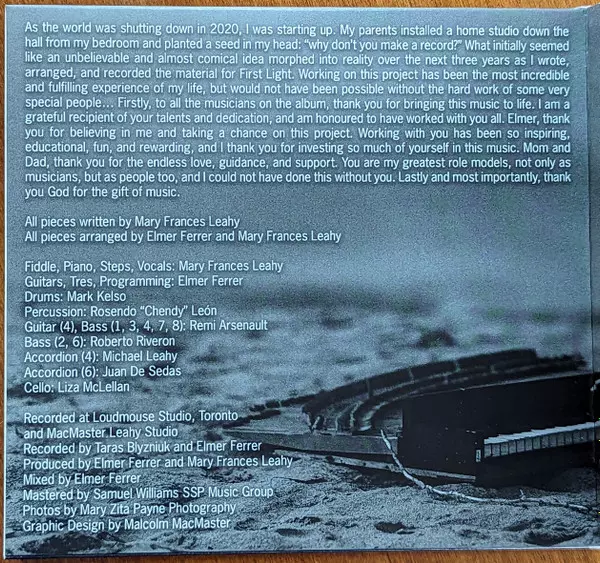 As the world was shutting down in 2020, I was starting up. My parents installed a home studio down the
hall from my bedroom and planted a seed in my head: "why don't you make a record?" What initially seemed
like an unbelievable and almost comical idea morphed into reality over the next three years as I wrote,
arranged, and recorded the material for First Light. Working on this project has been the most incredible
and fulfilling experience of my life, but would not have been possible without the hard work of some very
special people... Firstly, to all the musicians on the album, thank you for bringing this music to life. I am a
grateful recipient of your talents and dedication, and am honoured to have worked with you all. Elmer, thank
you for believing in me and taking a chance on this project. Working with you has been so inspiring,
educational, fun, and rewarding, and I thank you for investing so much of yourself in this music. Mom and
Dad, thank you for the endless love, guidance, and support. You are my greatest role models, not only as
musicians, but as people too, and I could not have done this without you. Lastly and most importantly, thank
you God for the gift of music.
All pieces written by Mary Frances Leahy
All pieces arranged by Elmer Ferrer and Mary Frances Leahy
Fiddle, Piano, Steps, Vocals: Mary Frances Leahy
Guitars, Tres, Programming: Elmer Ferrer
Drums: Mark Kelso
Percussion: Rosendo "Chendy" León
Guitar (4), Bass (1, 3, 4, 7, 8): Remi Arsenault
Bass (2, 6): Roberto Riveron
Accordion (4): Michael Leahy
Accordion (6): Juan De Sedas
Cello: Liza McLellan
Recorded at Loudmouse Studio, Toronto
and MacMaster Leahy Studio
Recorded by Taras Blyzniuk and Elmer Ferrer
Produced by Elmer Ferrer and Mary Frances Leahy
Mixed by Elmer Ferrer
Mastered by Samuel Williams SSP Music Group
Photos by Mary Zita Payne Photography
Graphic Design by Malcolm MacMaster